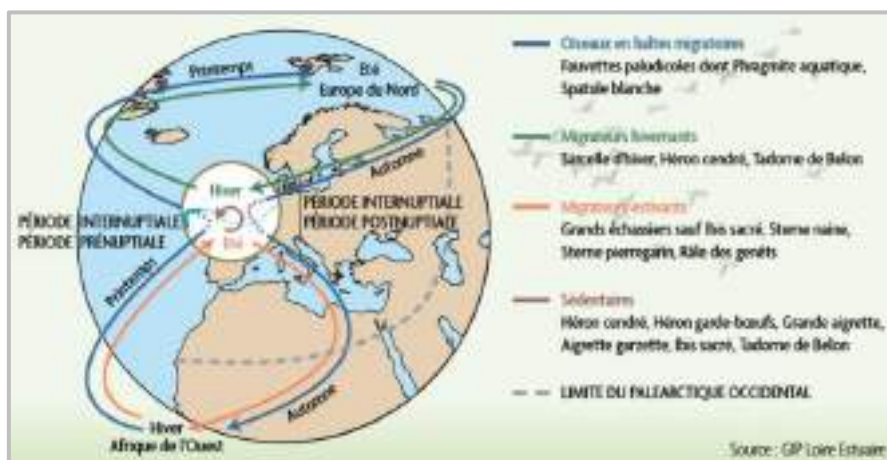 Printemps
Eté
Europe du Nord
Automne
Hiver
PÉRIODE INTERNUPTIALE
PÉRIODE POSTNUPTIALE
PÉRIODE INTERNUPTIALE
PÉRIODE PRÉNUPTIALE
Eté
Printemps
Automne
Hiver
Afrique de l'Ouest
Oiseaux en haltes migratoires
Fauvettes paludicoles dont Phragmite aquatique,
Spatule blanche
Migrateurs hivernants
Sarcelle d'hiver, Héron cendré, Tadorne de Belon
Migrateurs estivants
Grands échassiers sauf Ibis sacré. Sterne naine,
Sterne pierregarin, Râle des genêts
Sédentaires
Héron cendré, Héron garde-bœufs, Grande aigrette,
Aigrette garzette, Ibis sacré, Tadorne de Belon
LIMITE DU PALEARCTIQUE OCCIDENTAL
Source : GIP Loire Estuaire